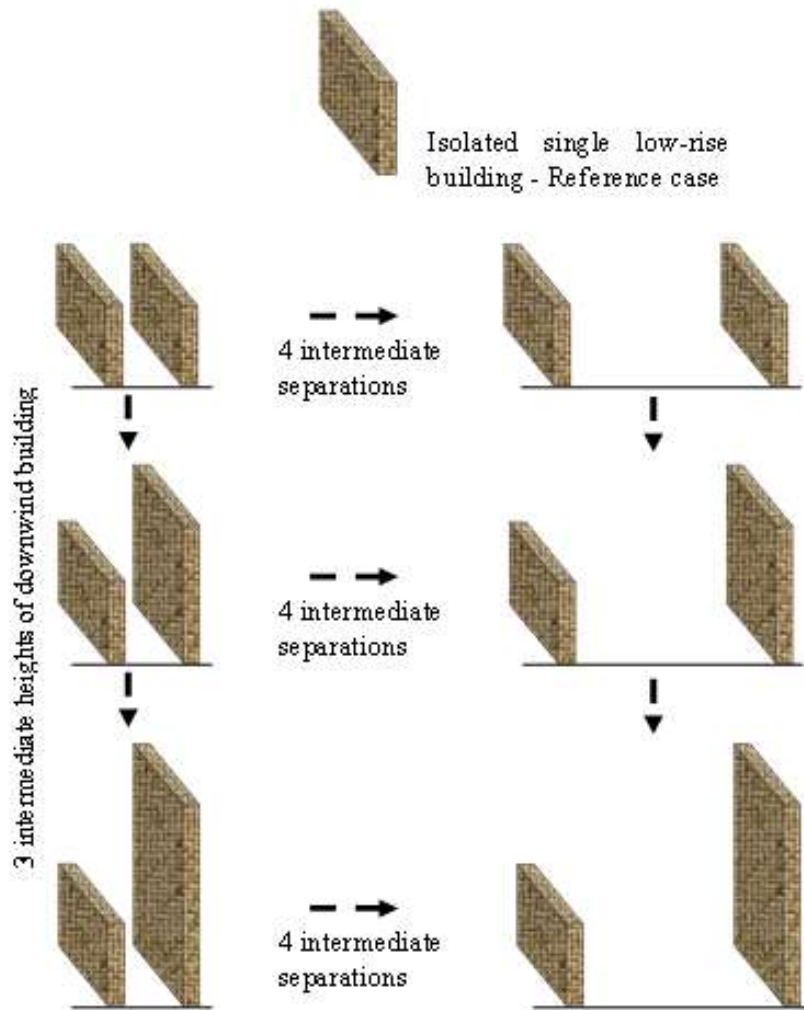 Isolated single low-rise
building - Reference case
4 intermediate
separations
3 intermediate heights of downwind building
4 intermediate
separations
4 intermediate
separations